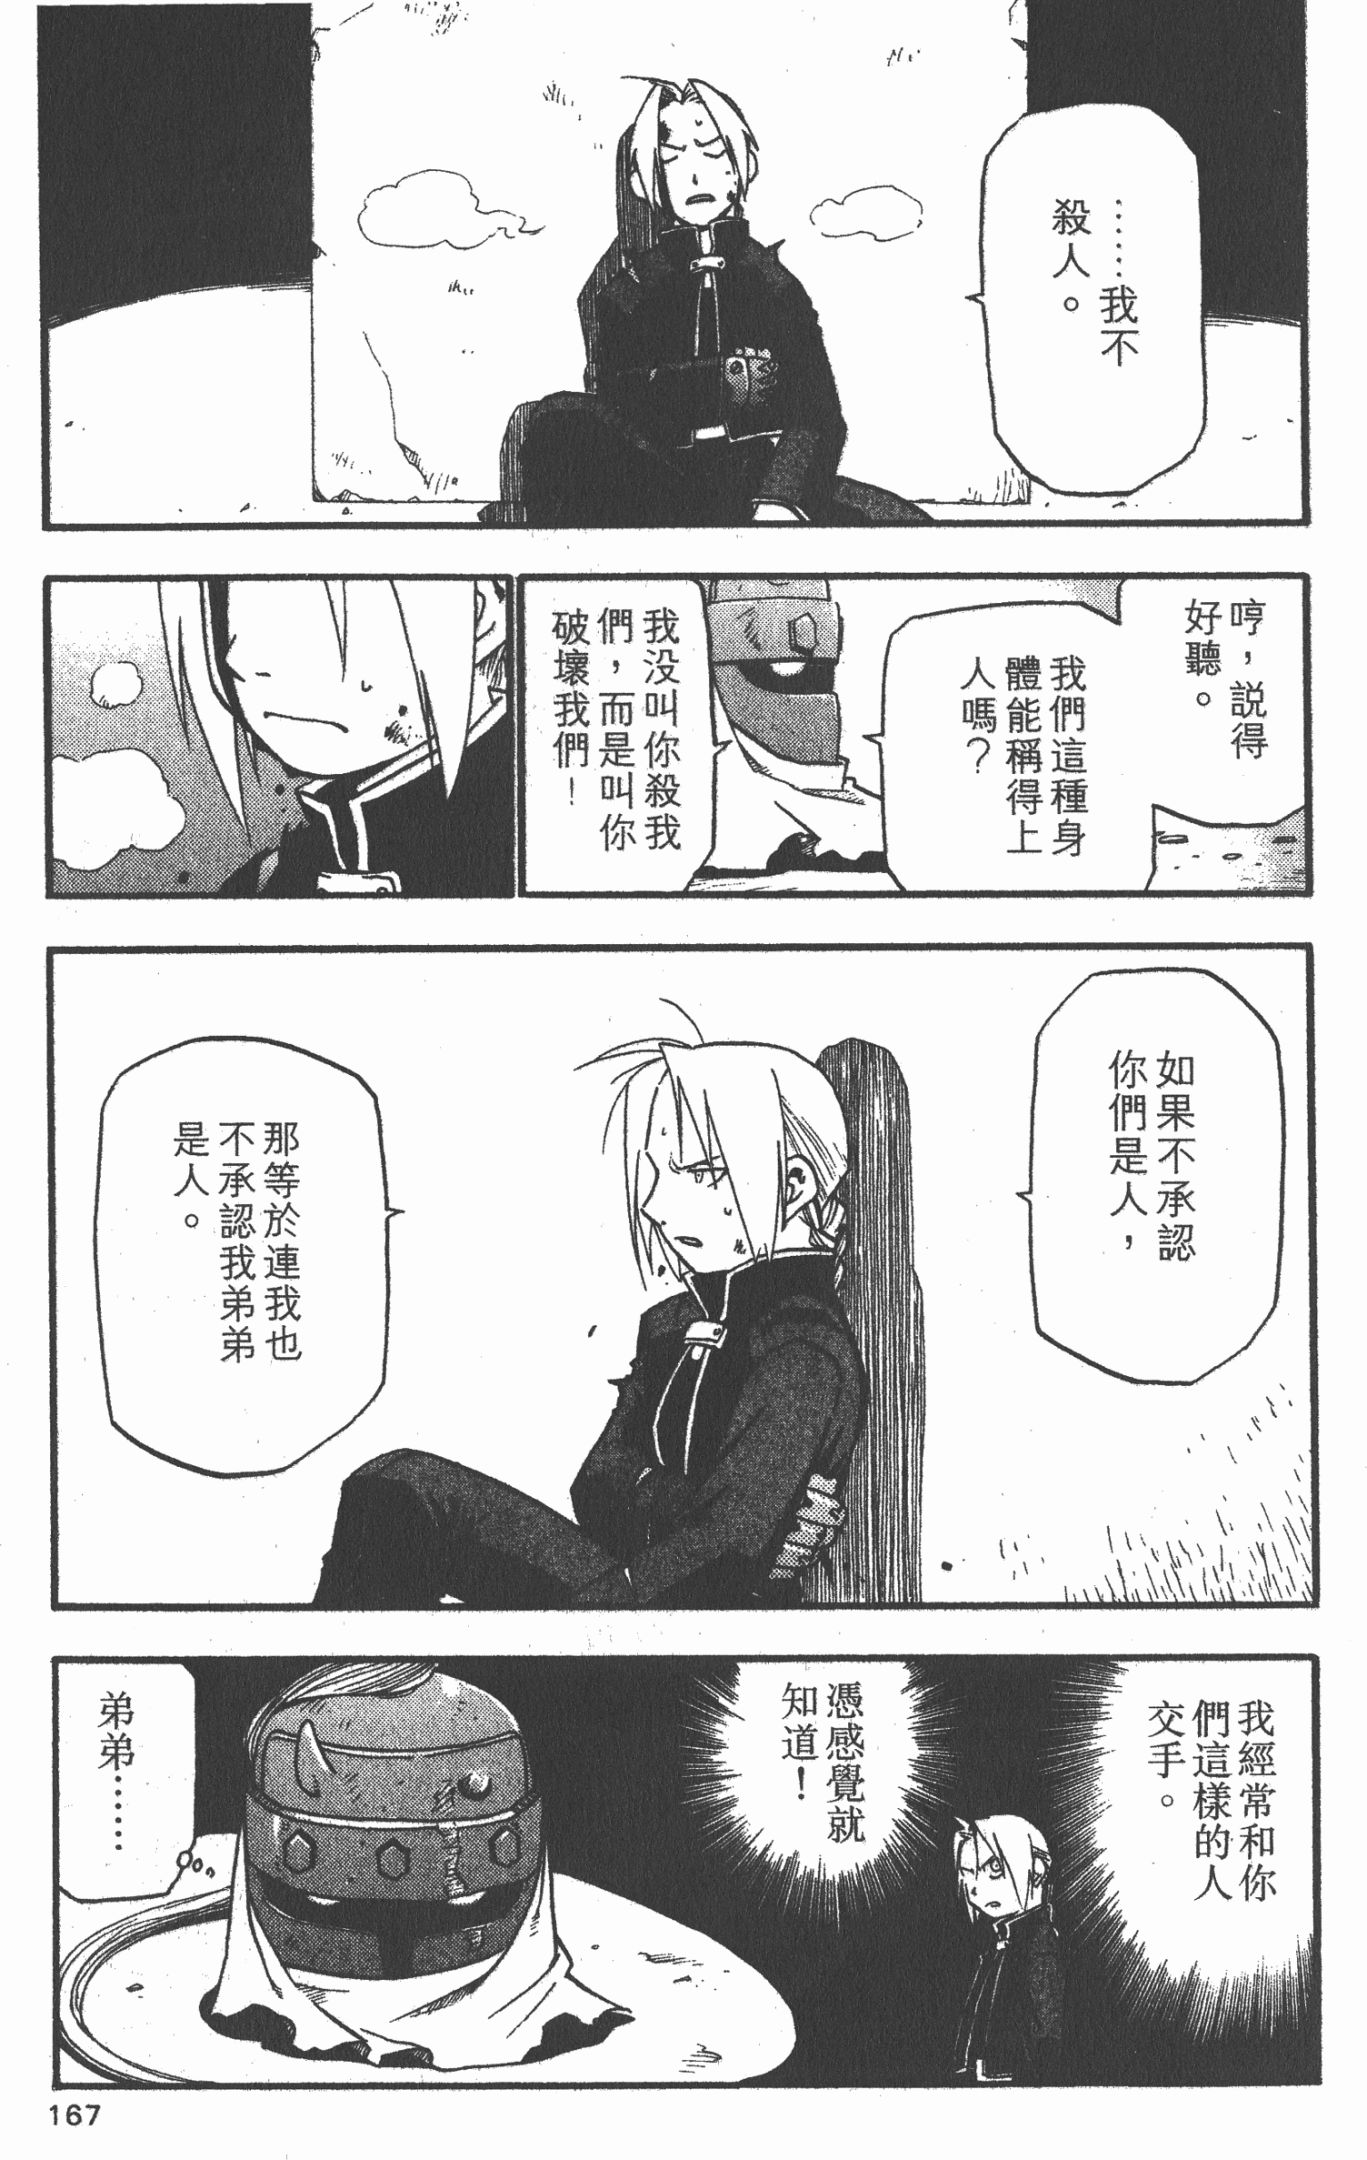 ……我不
殺人。
哼，説得
好聽。
我們這種身
體能稱得上
人嗎？
我没叫你殺我
們，而是叫你
破壞我們！
如果不承認
你們是人，
那等於連我也
不承認我弟弟
是人。
我經常和你
們這樣的人
交手。
憑感覺就
知道！
弟弟……
167